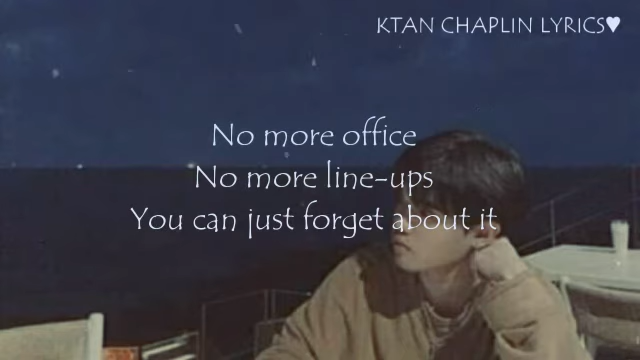 KTAN CHAPLIN LYRICS♥
No more office
No more line-ups
You can just forget about it